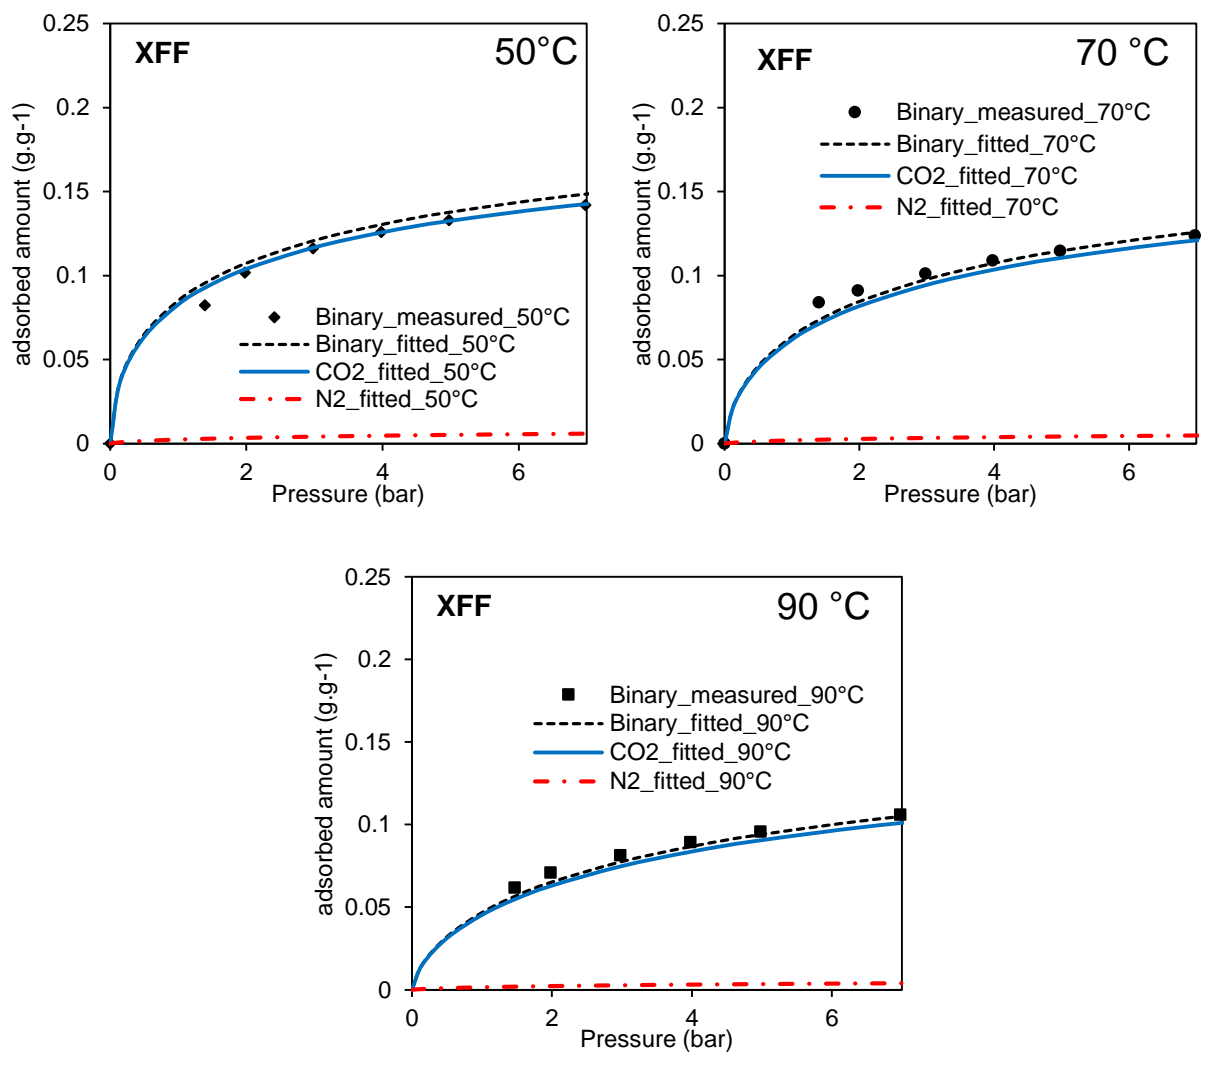 0.25
XFF
50°C
0.2
0.15
0.1
0.05
0
adsorbed amount (g.g-1)
Binary_measured_50°C
Binary_fitted_50°C
CO2_fitted_50°C
N2_fitted_50°C
0 2 4 6
Pressure (bar)
0.25
XFF
70 °C
0.2
0.15
0.1
0.05
0
adsorbed amount (g.g-1)
Binary_measured_70°C
Binary_fitted_70°C
CO2_fitted_70°C
N2_fitted_70°C
0 2 4 6
Pressure (bar)
0.25
XFF
90 °C
0.2
0.15
0.1
0.05
0
adsorbed amount (g.g-1)
Binary_measured_90°C
Binary_fitted_90°C
CO2_fitted_90°C
N2_fitted_90°C
0 2 4 6
Pressure (bar)